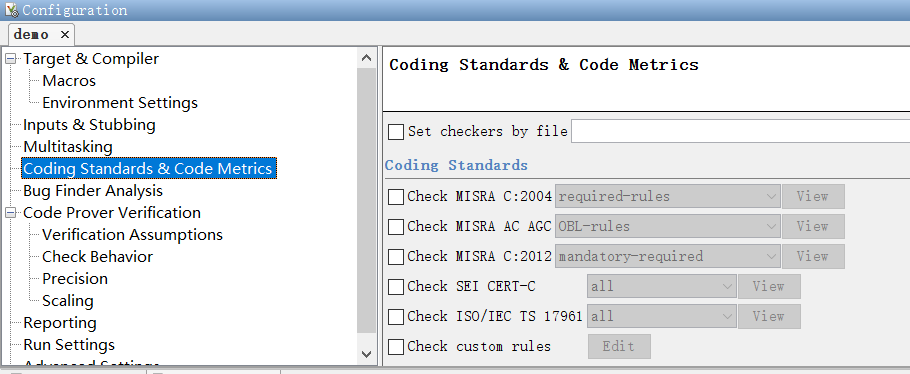 Configuration
demo
Target & Compiler
Macros
Environment Settings
Inputs & Stubbing
Multitasking
Coding Standards & Code Metrics
Bug Finder Analysis
Code Prover Verification
Verification Assumptions
Check Behavior
Precision
Scaling
Reporting
Run Settings
Advanced Settings
Coding Standards & Code Metrics
Set checkers by file
Coding Standards
Check MISRA C:2004 required-rules View
Check MISRA AC AGC OBL-rules View
Check MISRA C:2012 mandatory-required View
Check SEI CERT-C all View
Check ISO/IEC TS 17961 all View
Check custom rules Edit